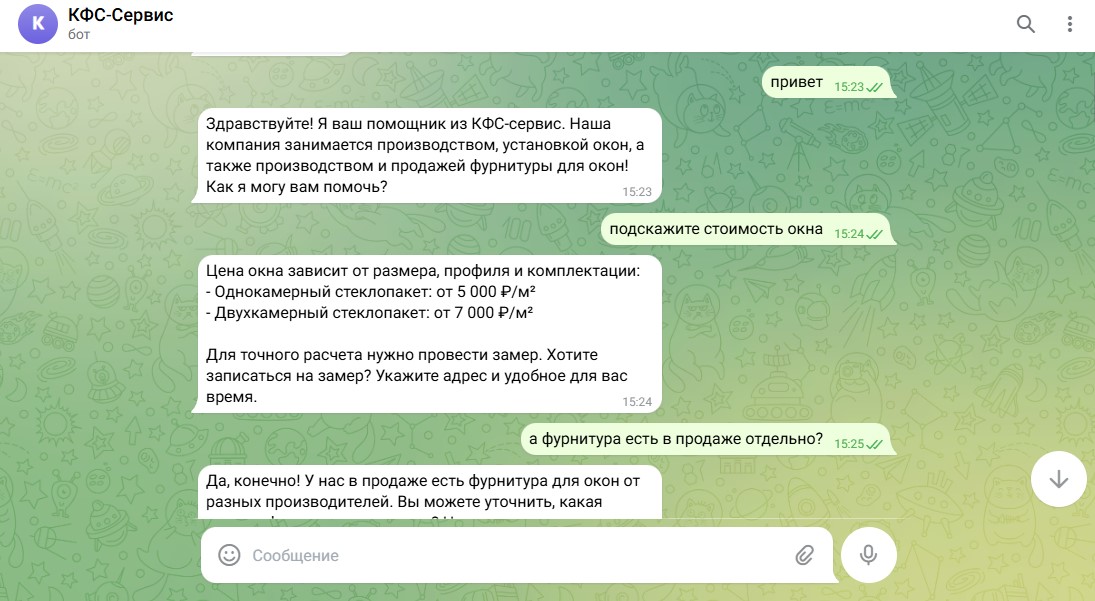 К
КФС-Сервис
бот
привет 15:23
Здравствуйте! Я ваш помощник из КФС-сервис. Наша
компания занимается производством, установкой окон, а
также производством и продажей фурнитуры для окон!
Как я могу вам помочь? 15:23
подскажите стоимость окна 15:24
Цена окна зависит от размера, профиля и комплектации:
- Однокамерный стеклопакет: от 5 000 ₽/м²
- Двухкамерный стеклопакет: от 7 000 ₽/м²
Для точного расчета нужно провести замер. Хотите
записаться на замер? Укажите адрес и удобное для вас
время. 15:24
а фурнитура есть в продаже отдельно? 15:25
Да, конечно! У нас в продаже есть фурнитура для окон от
разных производителей. Вы можете уточнить, какая
Сообщение